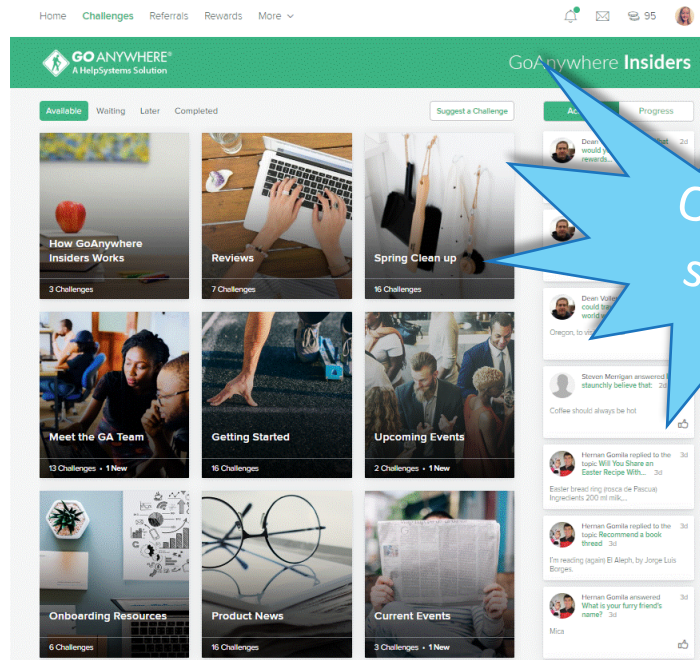 Home Challenges Referrals Rewards More
95
GO ANYWHERE®
A HelpSystems Solution
GoAnywhere Insiders
Available Waiting Later Completed
Suggest a Challenge
Progress
How GoAnywhere
Insiders Works
3 Challenges
Reviews
7 Challenges
Spring Clean up
16 Challenges
Meet the GA Team
13 Challenges • 1 New
Getting Started
16 Challenges
Upcoming Events
2 Challenges • 1 New
Onboarding Resources
6 Challenges
Product News
16 Challenges
Current Events
3 Challenges • 1 New
Dean
2d
would
rewards...
Dean
could
world
Oregon, to
Steven Menigan answered
staunchly believe that: 2d
Coffee should always be hot
Hernan Gomila replied to the 3d
topic Will You Share an
Easter Recipe With... 3d
Easter bread ring (rosca de Pascua)
Ingredients 200 ml milk...
Hernan Gomila replied to the 3d
topic Recommend a book
thread 3d
I'm reading (again) El Aleph, by Jorge Luis
Borges.
Hernan Gomila answered 3d
What is your furry friend's
name? 3d
Mica